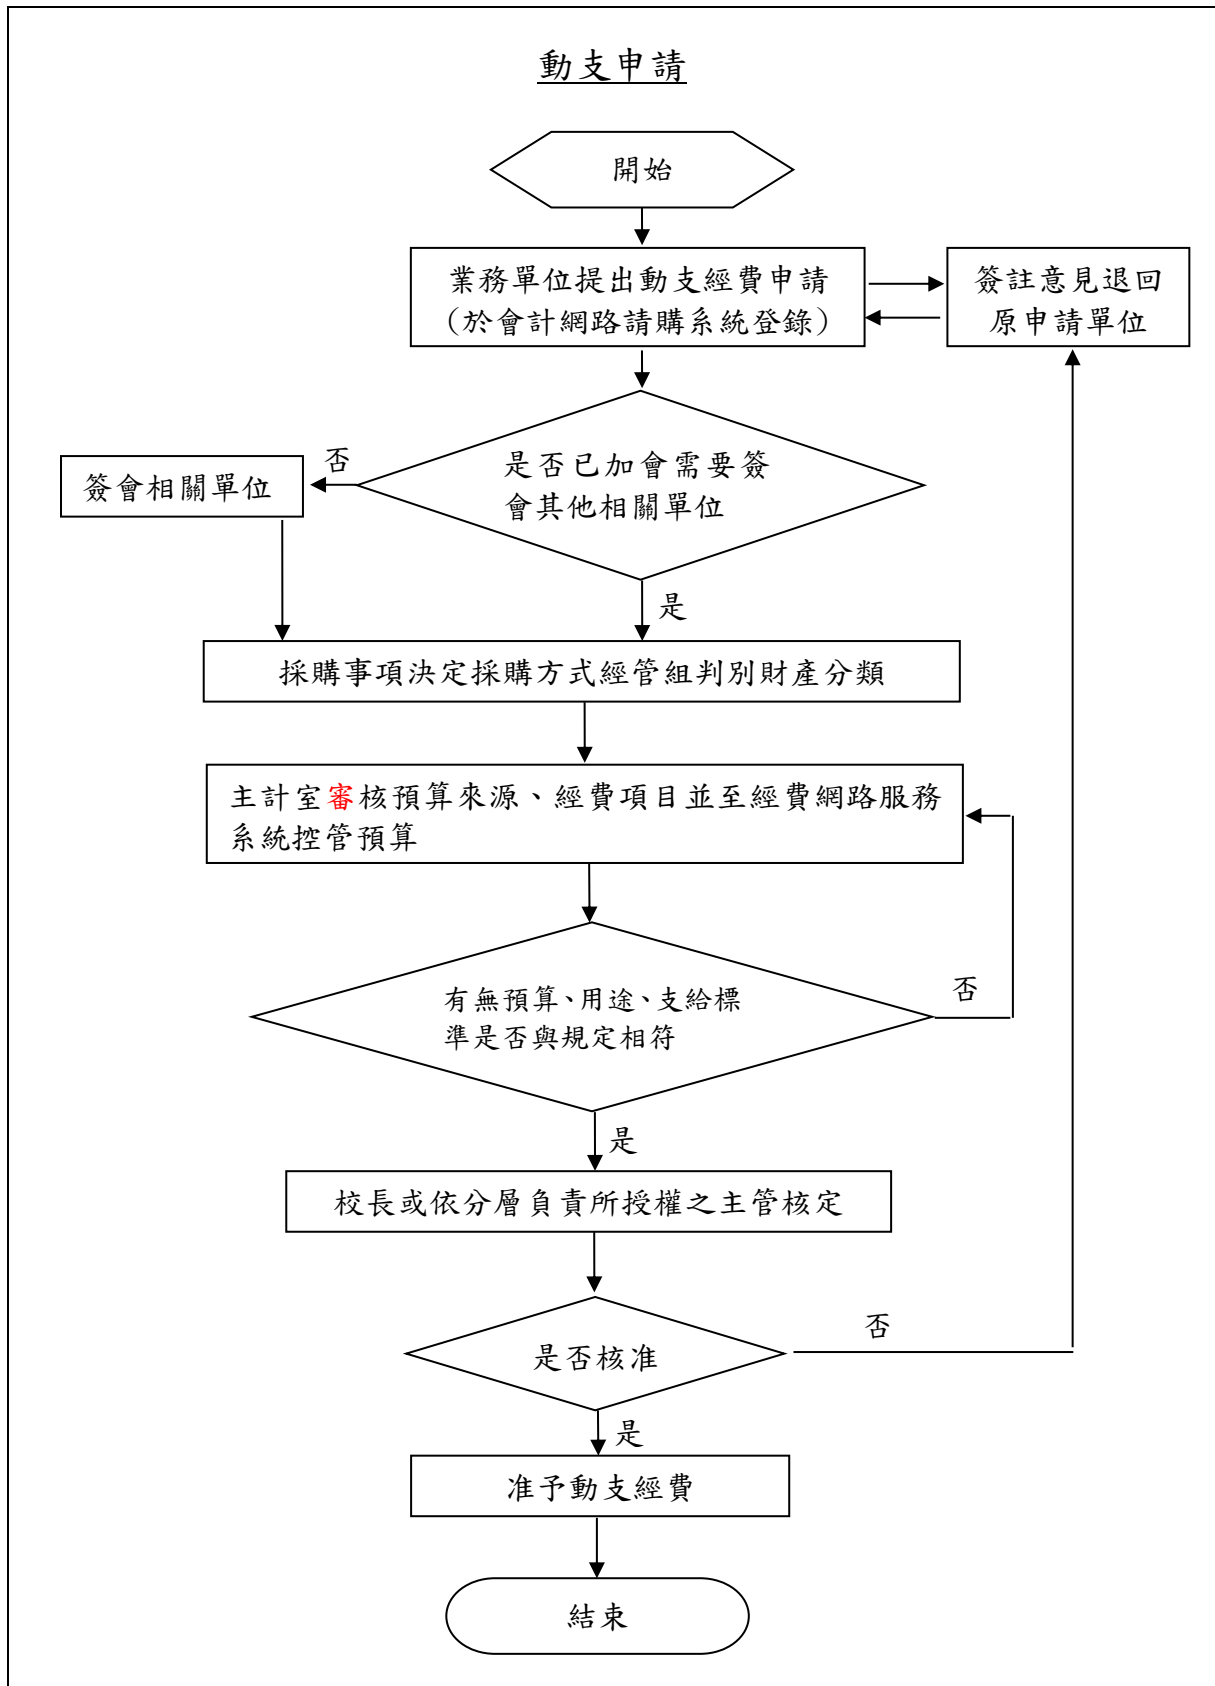 動支申請
開始
業務單位提出動支經費申請
（於會計網路請購系統登錄）
簽註意見退回
原申請單位
是否已加會需要簽
會其他相關單位
否
簽會相關單位
是
採購事項決定採購方式經管組判別財產分類
主計室審核預算來源、經費項目並至經費網路服務
系統控管預算
有無預算、用途、支給標
準是否與規定相符
否
是
校長或依分層負責所授權之主管核定
是否核准
否
是
准予動支經費
結束